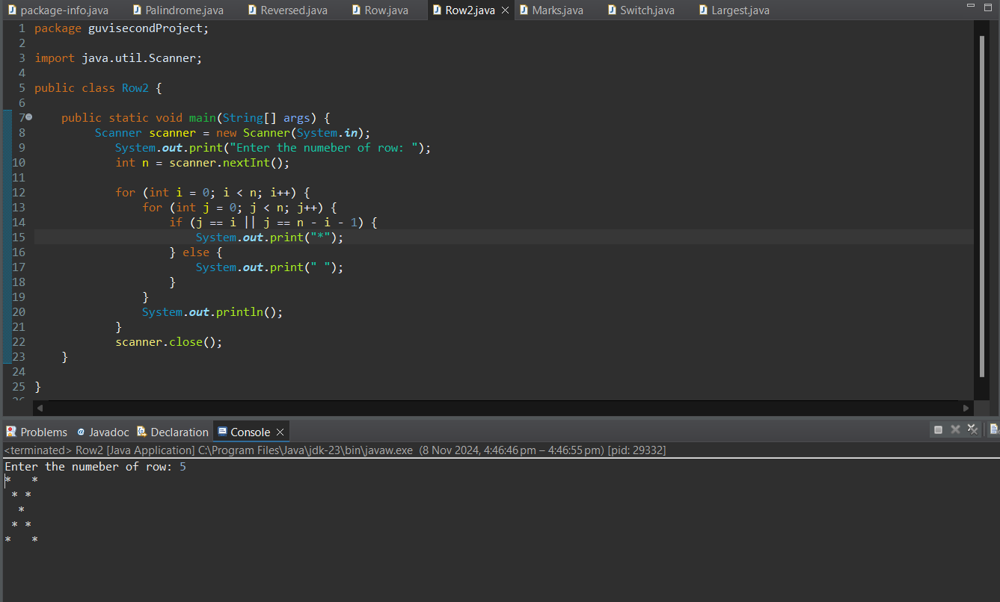 package-info.java Palindrome.java Reversed.java Row.java Row2.java Marks.java Switch.java Largest.java
1 package guvisecondProject;
2
3 import java.util.Scanner;
4
5 public class Row2 {
6
7     public static void main(String[] args) {
8          Scanner scanner = new Scanner(System.in);
9             System.out.print("Enter the numeber of row: ");
10             int n = scanner.nextInt();
11
12             for (int i = 0; i < n; i++) {
13                 for (int j = 0; j < n; j++) {
14                     if (j == i || j == n - i - 1) {
15                         System.out.print("*");
16                     } else {
17                         System.out.print(" ");
18                     }
19                 }
20                 System.out.println();
21             }
22             scanner.close();
23     }
24
25 }
26
Problems @ Javadoc Declaration Console
<terminated> Row2 [Java Application] C:\Program Files\Java\jdk-23\bin\javaw.exe (8 Nov 2024, 4:46:46 pm – 4:46:55 pm) [pid: 29332]
Enter the numeber of row: 5
*   *
 * *
  *
 * *
*   *